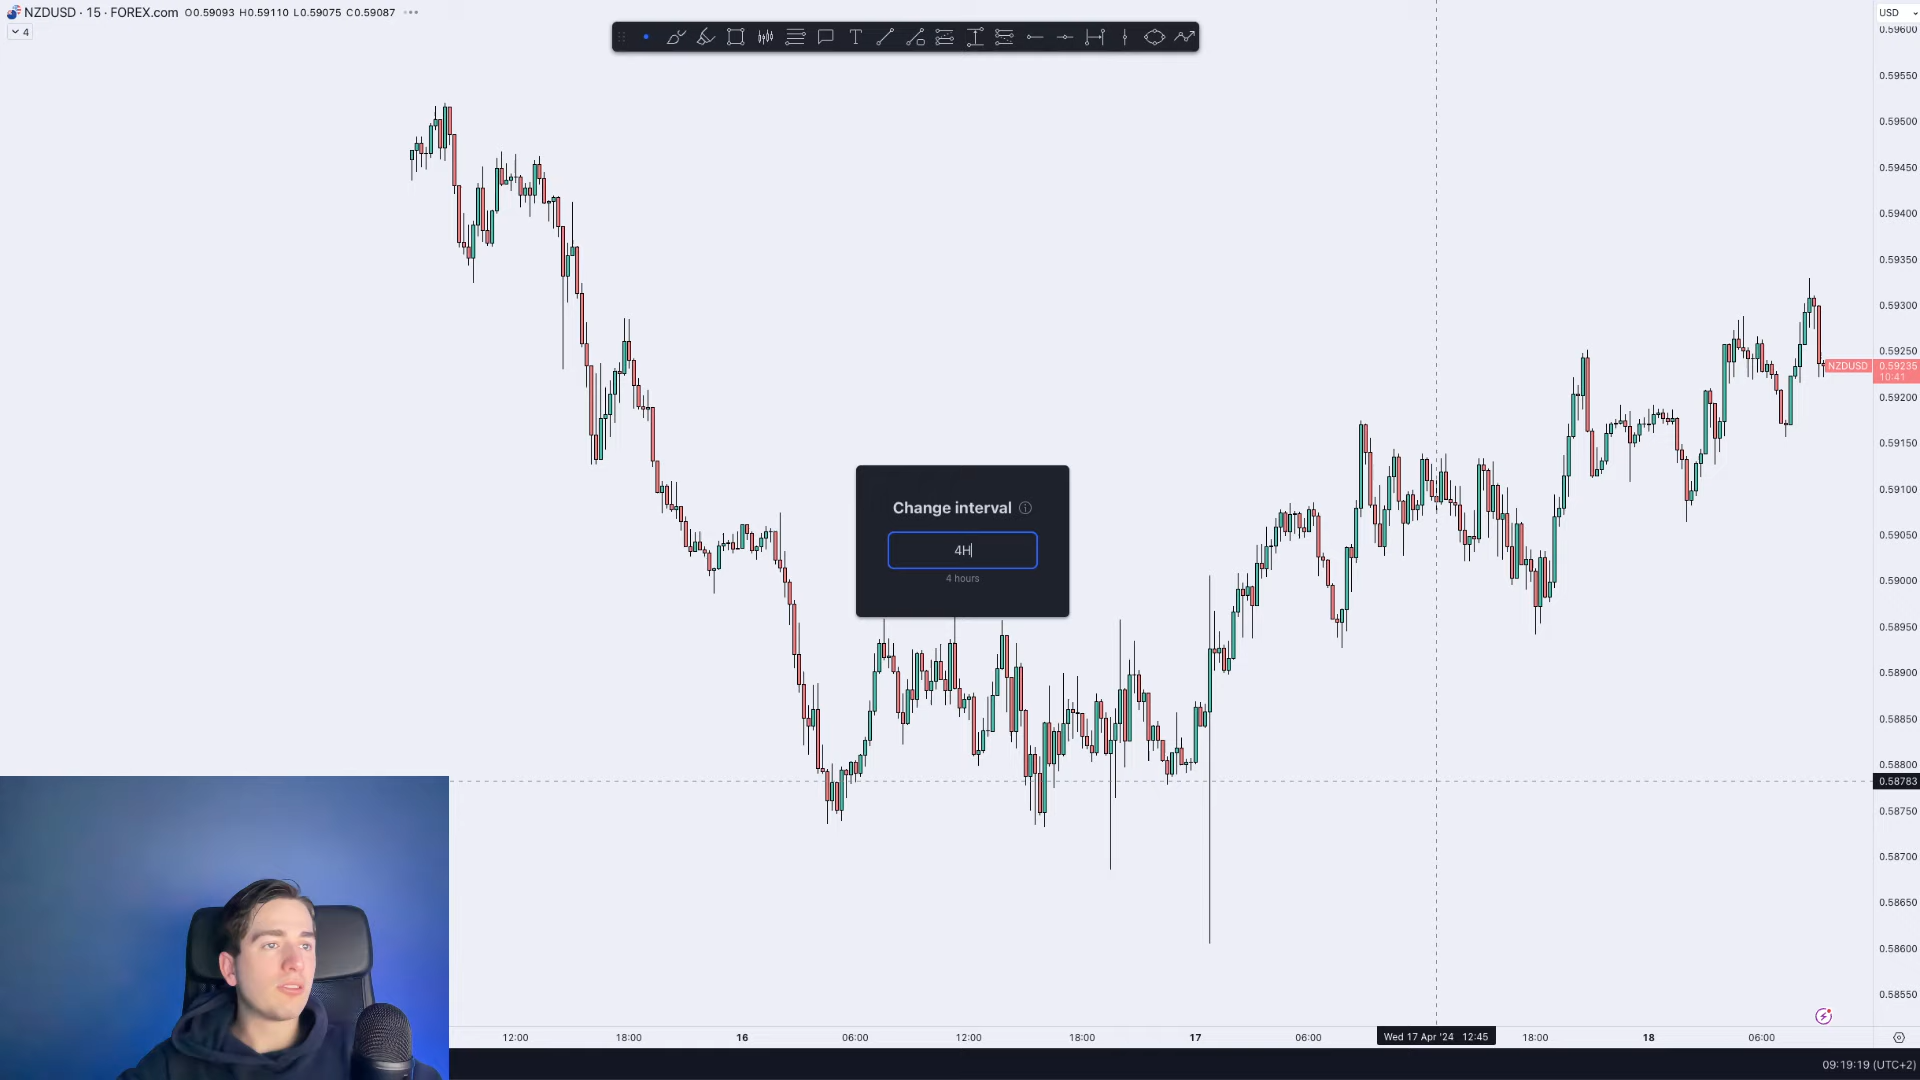 NZDUSD · 15 · FOREX.com O0.59093 H0.59110 L0.59075 C0.59087
4
T
USD
0.59600
0.59550
0.59500
0.59450
0.59400
0.59350
0.59300
0.59250
NZDUSD 0.59235
10:41
0.59200
0.59150
0.59100
0.59050
0.59000
0.58950
0.58900
0.58850
0.58800
0.58783
0.58750
0.58700
0.58650
0.58600
0.58550
Change interval
4H
4 hours
12:00 18:00 16 06:00 12:00 18:00 17 06:00 Wed 17 Apr '24 12:45 18:00 18 06:00
09:19:19 (UTC+2)